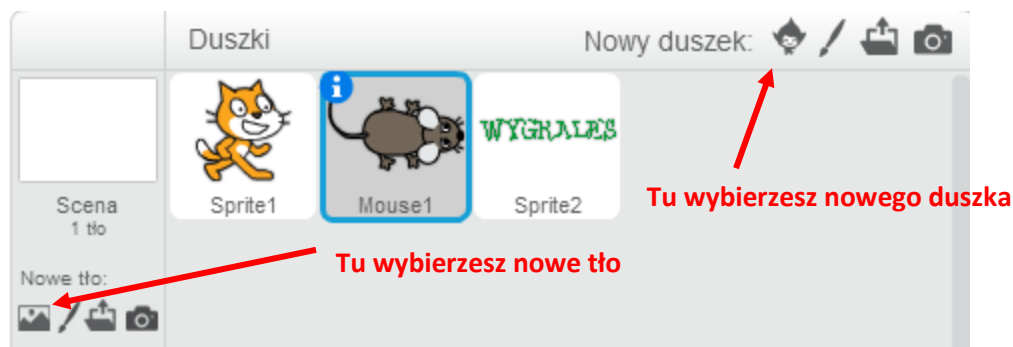 Duszki
Nowy duszek:
WYGRAŁEŚ
Scena
1 tło
Sprite1
Mouse1
Sprite2
Tu wybierzesz nowego duszka
Tu wybierzesz nowe tło
Nowe tło: